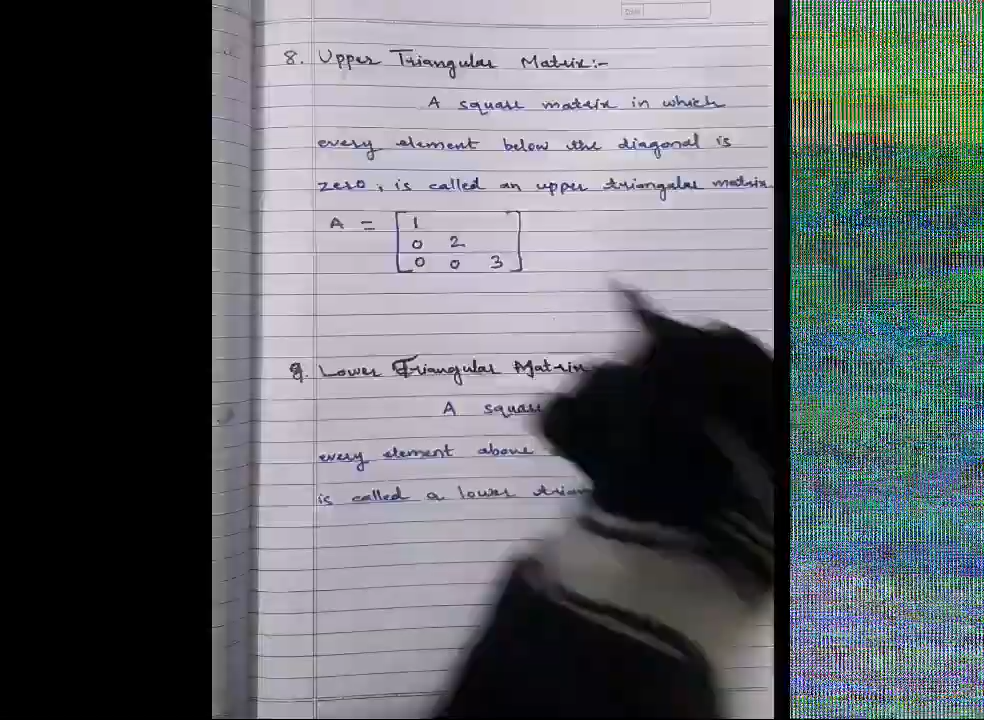 8. Upper Triangular Matrix:-
A square matrix in which
every element below the diagonal is
zero, is called an upper triangular matrix.
A = [ 1
0 2
0 0 3 ]
9. Lower Triangular Matrix
A square
every element above
is called a lower